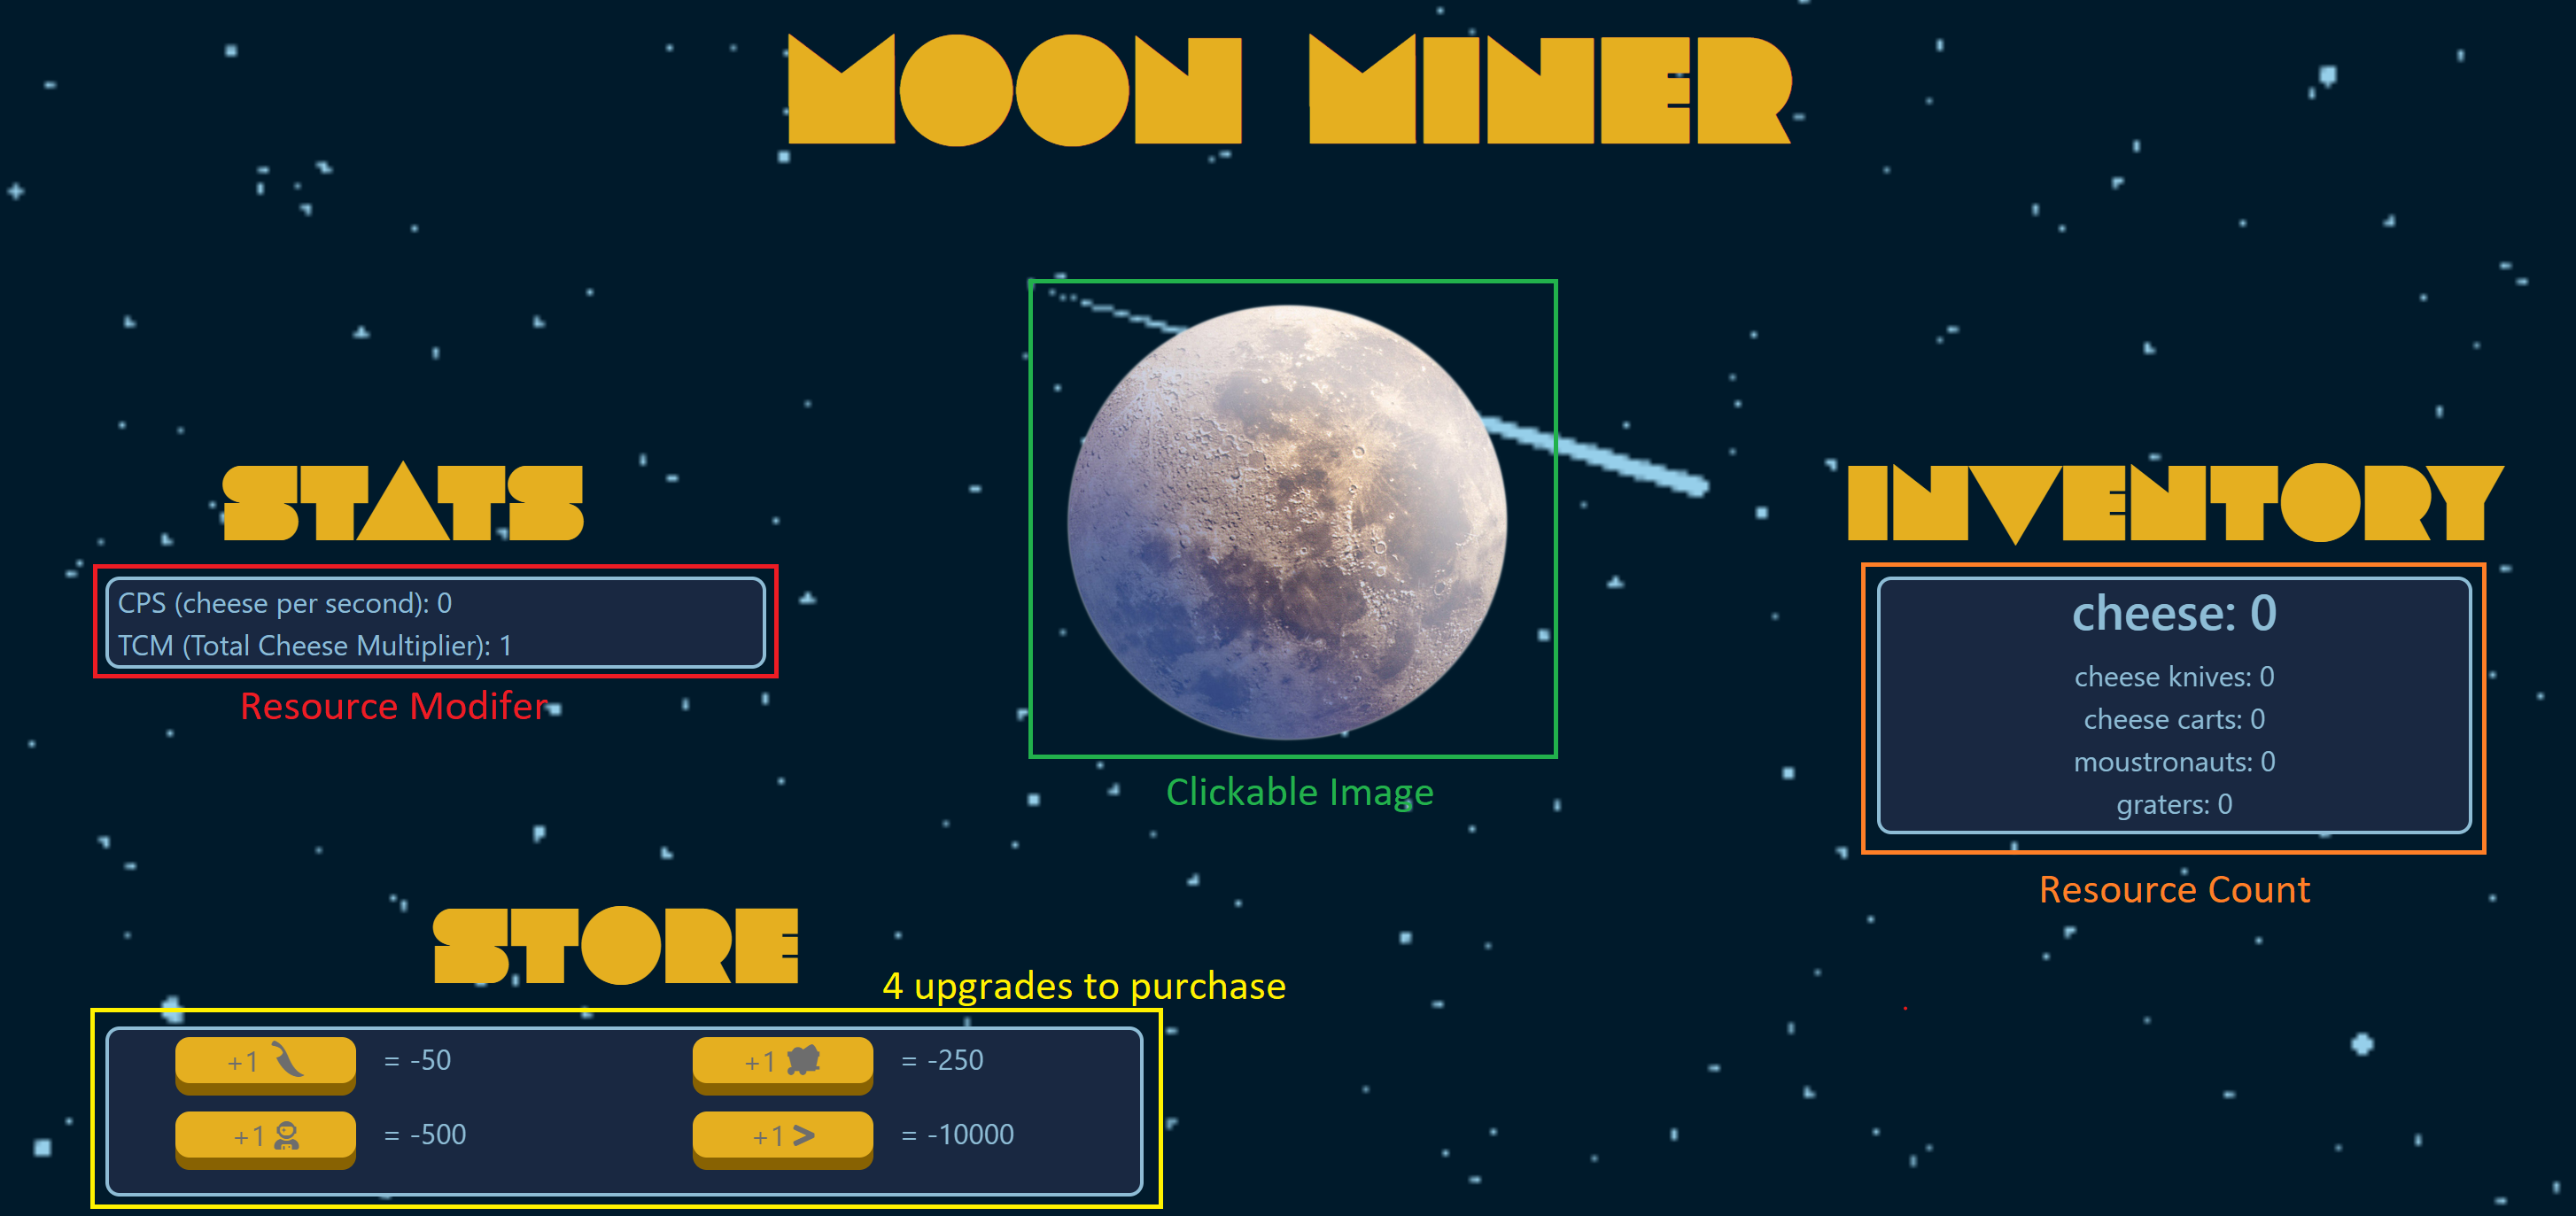 MOON MINER
STATS
CPS (cheese per second): 0
TCM (Total Cheese Multiplier): 1
Resource Modifer
Clickable Image
INVENTORY
cheese: 0
cheese knives: 0
cheese carts: 0
moustronauts: 0
graters: 0
Resource Count
STORE
4 upgrades to purchase
+1 = -50
+1 = -250
+1 = -500
+1 > = -10000